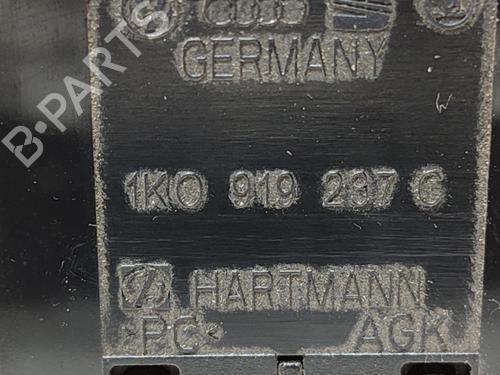 GERMANY
1K0 919 237 C
HARTMANN
>PC< AGK
B-PARTS